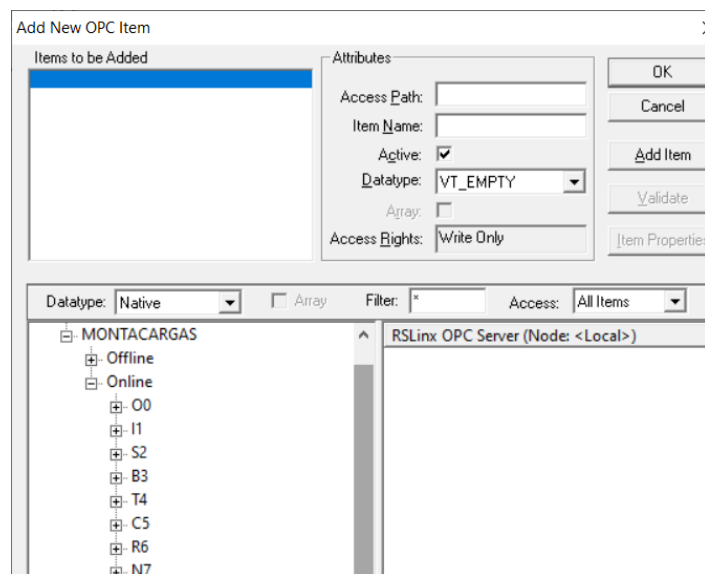 Add New OPC Item
Items to be Added
Attributes
Access Path:
Item Name:
Active:
Datatype: VT_EMPTY
Array:
Access Rights: Write Only
OK
Cancel
Add Item
Validate
Item Propertie
Datatype: Native
Array
Filter: *
Access: All Items
MONTACARGAS
Offline
Online
O0
I1
S2
B3
T4
C5
R6
N7
RSLinx OPC Server (Node: <Local>)